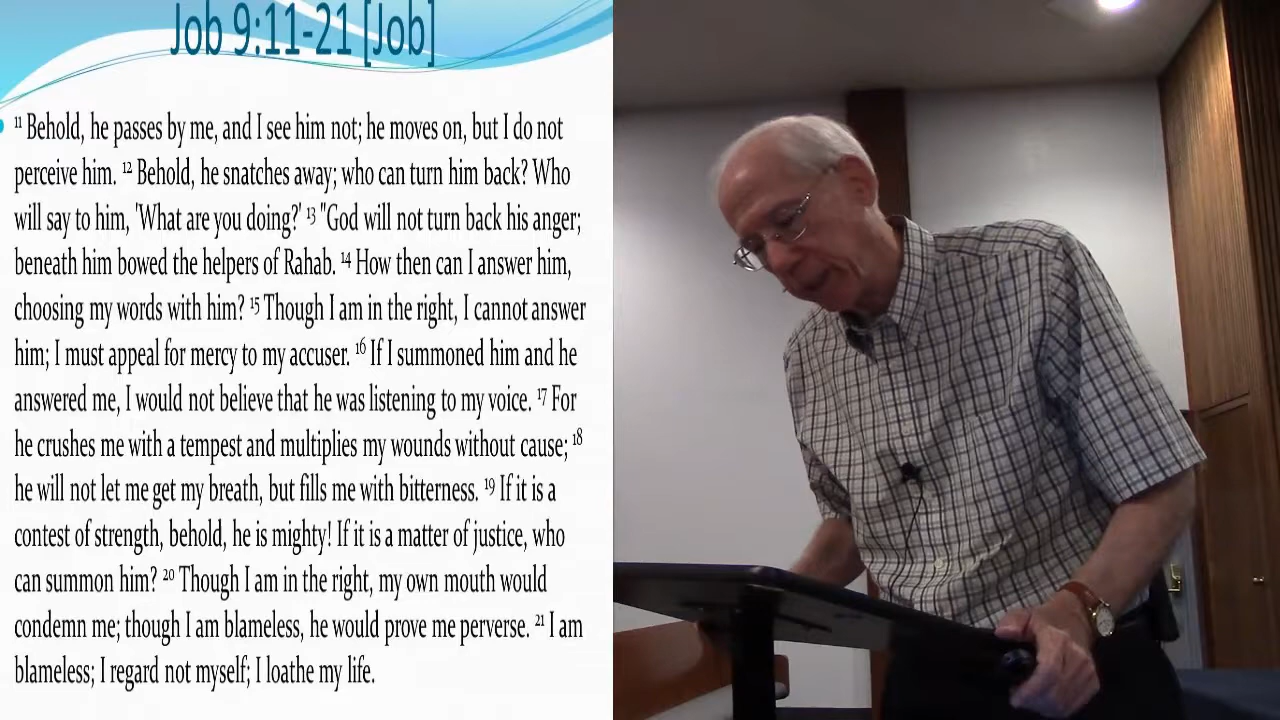 Job 9:11-21 [Job]
11 Behold, he passes by me, and I see him not; he moves on, but I do not
perceive him. 12 Behold, he snatches away; who can turn him back? Who
will say to him, 'What are you doing?' 13 "God will not turn back his anger;
beneath him bowed the helpers of Rahab. 14 How then can I answer him,
choosing my words with him? 15 Though I am in the right, I cannot answer
him; I must appeal for mercy to my accuser. 16 If I summoned him and he
answered me, I would not believe that he was listening to my voice. 17 For
he crushes me with a tempest and multiplies my wounds without cause; 18
he will not let me get my breath, but fills me with bitterness. 19 If it is a
contest of strength, behold, he is mighty! If it is a matter of justice, who
can summon him? 20 Though I am in the right, my own mouth would
condemn me; though I am blameless, he would prove me perverse. 21 I am
blameless; I regard not myself; I loathe my life.